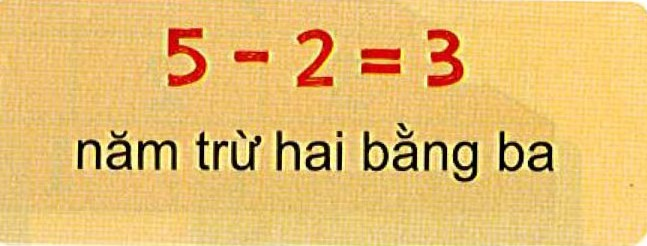 5 - 2 = 3
năm trừ hai bằng ba